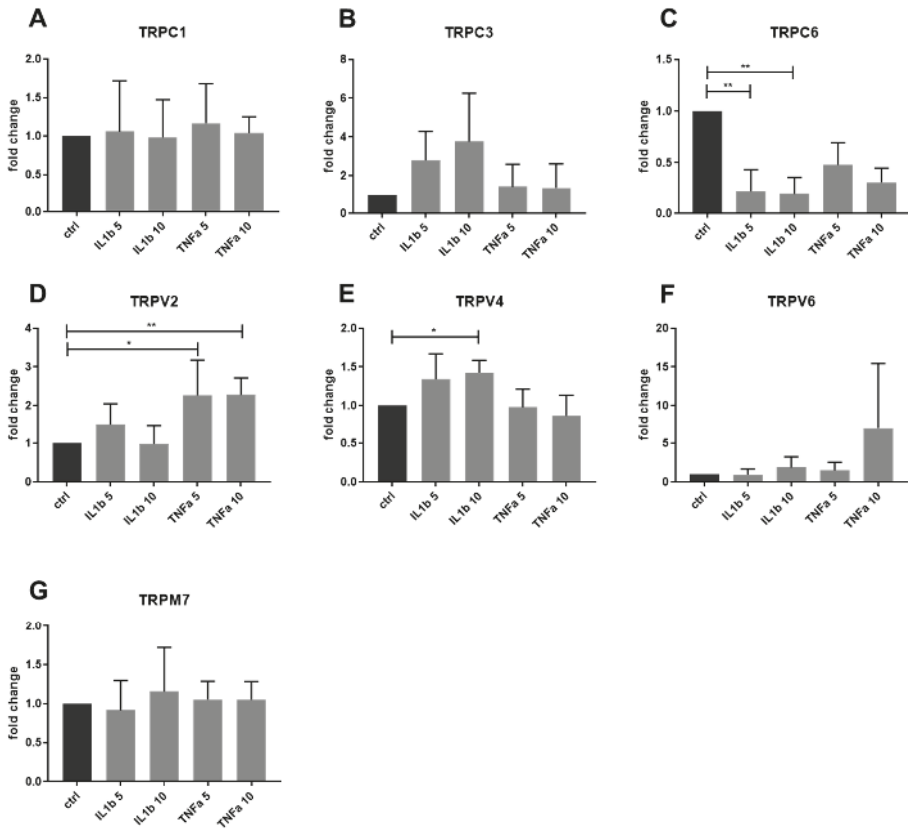 A
TRPC1
fold change
2.0
1.5
1.0
0.5
0.0
ctrl
IL1b 5
IL1b 10
TNFa 5
TNFa 10
B
TRPC3
fold change
8
6
4
2
0
ctrl
IL1b 5
IL1b 10
TNFa 5
TNFa 10
C
TRPC6
fold change
1.5
1.0
0.5
0.0
**
**
ctrl
IL1b 5
IL1b 10
TNFa 5
TNFa 10
D
TRPV2
fold change
4
3
2
1
0
**
*
ctrl
IL1b 5
IL1b 10
TNFa 5
TNFa 10
E
TRPV4
fold change
2.0
1.5
1.0
0.5
0.0
*
ctrl
IL1b 5
IL1b 10
TNFa 5
TNFa 10
F
TRPV6
fold change
20
15
10
5
0
ctrl
IL1b 5
IL1b 10
TNFa 5
TNFa 10
G
TRPM7
fold change
2.0
1.5
1.0
0.5
0.0
ctrl
IL1b 5
IL1b 10
TNFa 5
TNFa 10